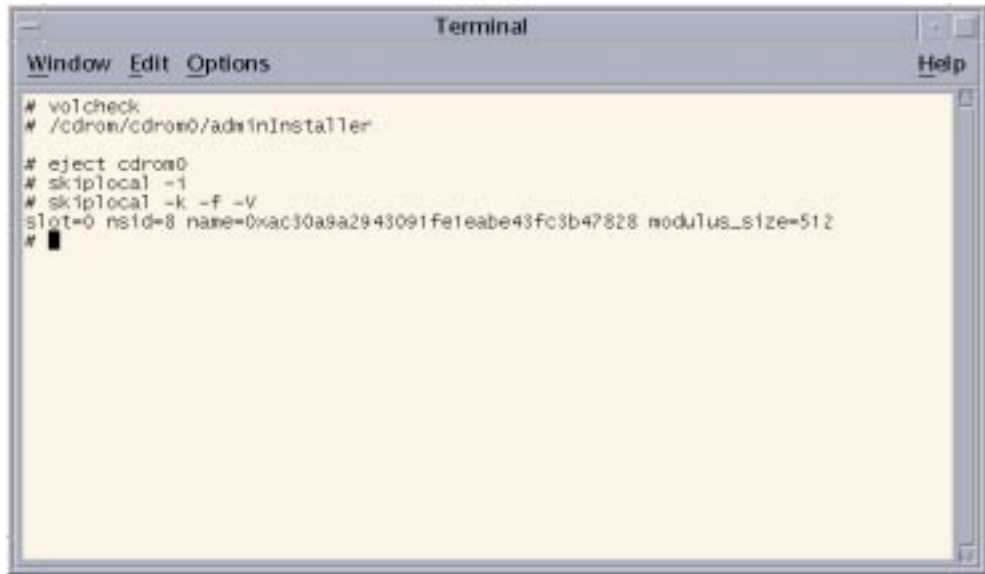 Terminal
Window Edit Options Help
# volcheck
# /cdrom/cdrom0/adminInstaller
# eject cdrom0
# skiplocal -i
# skiplocal -k -f -V
slot=0 nsid=8 name=0xac30a9a2943091fe1eabe43fc3b47828 modulus_size=512
#